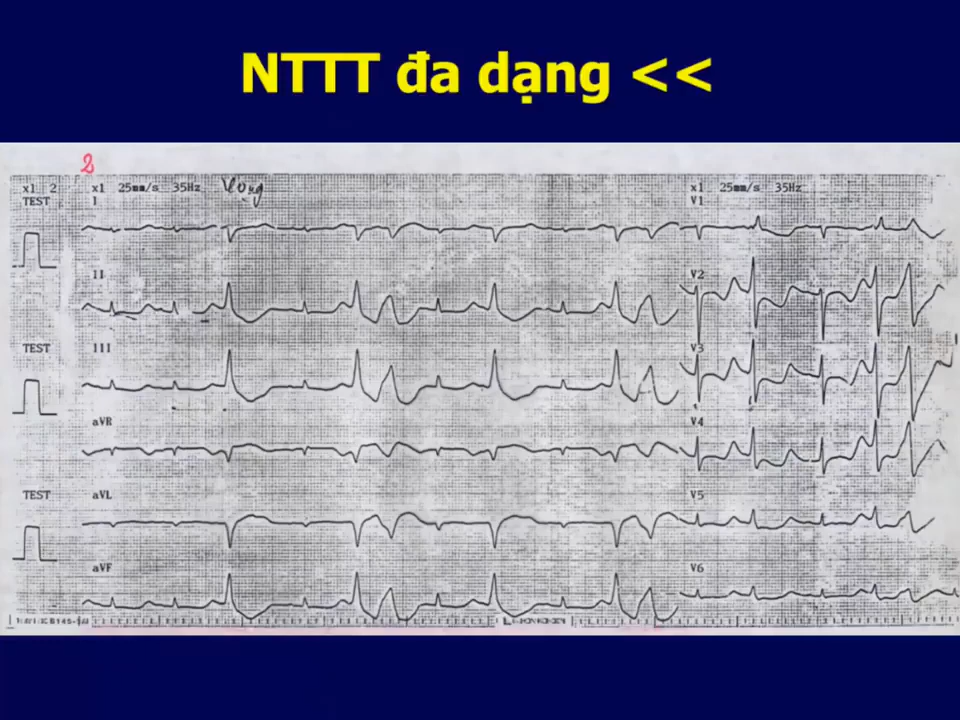 NTTT đa dạng <<
2
x1 2 x1 25mm/s 35Hz Vọng x1 25mm/s 35Hz
TEST I V1
II V2
TEST III V3
aVR V4
TEST aVL V5
aVF V6